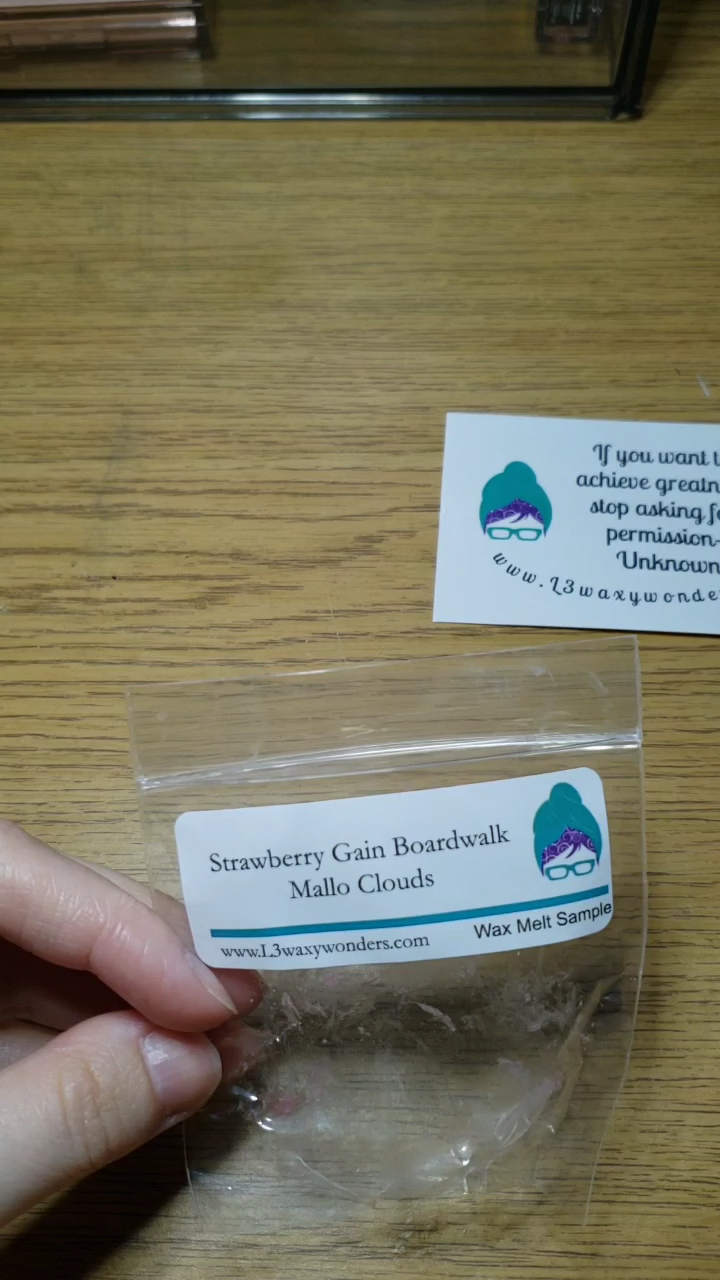 If you want
achieve
stop asking
permission-
Unknown
Strawberry Gain Boardwalk
Mallo Clouds
www.L3waxywonders.com
Wax Melt Sample